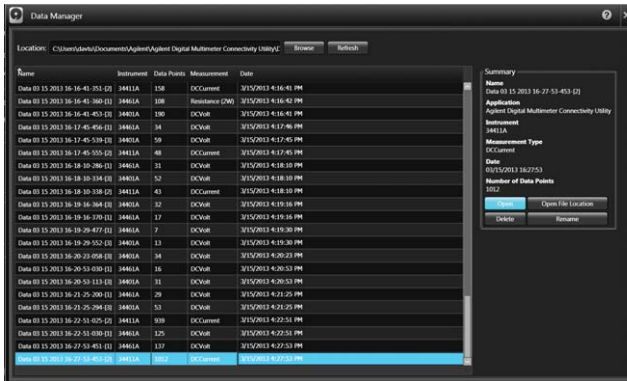 Data Manager
Location: C:\Users\davtu\Documents\Agilent\Agilent Digital Multimeter Connectivity Utility\ Browse Refresh
Name Instrument Data Points Measurement Date
Data 03 15 2013 16-16-41-351-[2] 34411A 158 DCCurrent 3/15/2013 4:16:41 PM
Data 03 15 2013 16-16-41-360-[1] 34461A 108 Resistance (2W) 3/15/2013 4:16:42 PM
Data 03 15 2013 16-16-41-453-[3] 34401A 190 DCVolt 3/15/2013 4:16:41 PM
Data 03 15 2013 16-17-45-456-[1] 34461A 34 DCVolt 3/15/2013 4:17:46 PM
Data 03 15 2013 16-17-45-539-[3] 34401A 59 DCVolt 3/15/2013 4:17:45 PM
Data 03 15 2013 16-17-45-555-[2] 34411A 48 DCCurrent 3/15/2013 4:17:45 PM
Data 03 15 2013 16-18-10-286-[1] 34461A 31 DCVolt 3/15/2013 4:18:10 PM
Data 03 15 2013 16-18-10-334-[3] 34401A 52 DCVolt 3/15/2013 4:18:10 PM
Data 03 15 2013 16-18-10-338-[2] 34411A 43 DCCurrent 3/15/2013 4:18:10 PM
Data 03 15 2013 16-19-16-364-[3] 34401A 32 DCVolt 3/15/2013 4:19:16 PM
Data 03 15 2013 16-19-16-370-[1] 34461A 17 DCVolt 3/15/2013 4:19:16 PM
Data 03 15 2013 16-19-29-477-[1] 34461A 7 DCVolt 3/15/2013 4:19:30 PM
Data 03 15 2013 16-19-29-552-[3] 34401A 13 DCVolt 3/15/2013 4:19:30 PM
Data 03 15 2013 16-20-23-058-[3] 34401A 34 DCVolt 3/15/2013 4:20:23 PM
Data 03 15 2013 16-20-53-030-[1] 34461A 16 DCVolt 3/15/2013 4:20:53 PM
Data 03 15 2013 16-20-53-113-[3] 34401A 31 DCVolt 3/15/2013 4:20:53 PM
Data 03 15 2013 16-21-25-200-[1] 34461A 29 DCVolt 3/15/2013 4:21:25 PM
Data 03 15 2013 16-21-25-294-[3] 34401A 53 DCVolt 3/15/2013 4:21:25 PM
Data 03 15 2013 16-22-51-025-[2] 34411A 939 DCCurrent 3/15/2013 4:22:51 PM
Data 03 15 2013 16-22-51-030-[1] 34461A 125 DCVolt 3/15/2013 4:22:51 PM
Data 03 15 2013 16-27-53-451-[1] 34461A 137 DCVolt 3/15/2013 4:27:53 PM
Data 03 15 2013 16-27-53-453-[2] 34411A 1012 DCCurrent 3/15/2013 4:27:53 PM
Summary
Name
Data 03 15 2013 16-27-53-453-[2]
Application
Agilent Digital Multimeter Connectivity Utility
Instrument
34411A
Measurement Type
DCCurrent
Date
03/15/2013 16:27:53
Number of Data Points
1012
Open Open File Location
Delete Rename